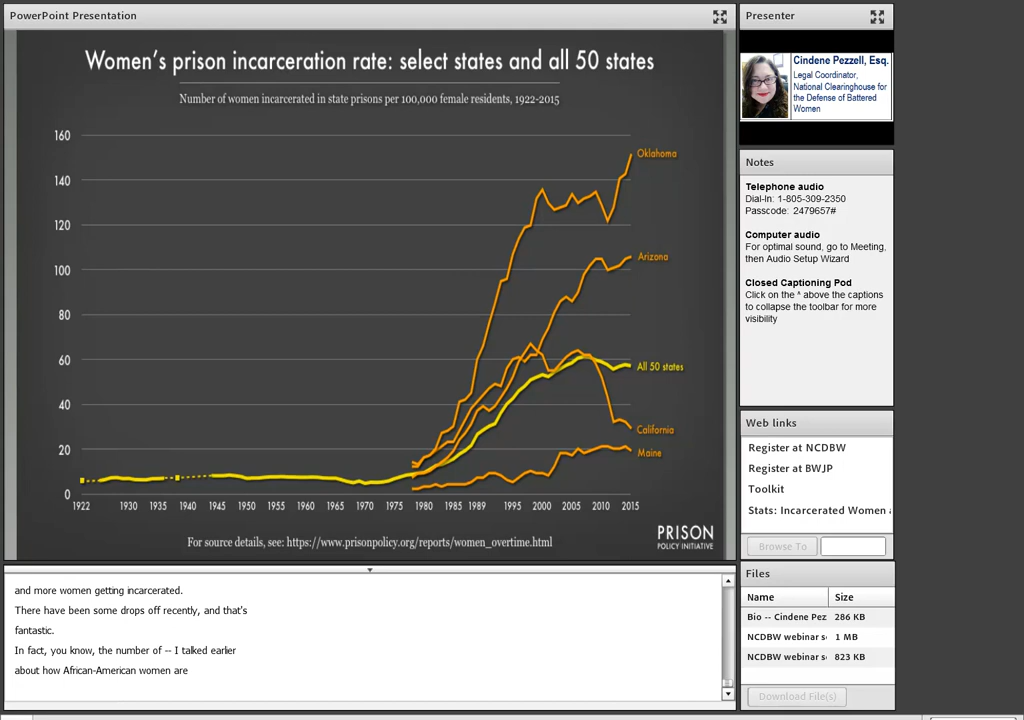 PowerPoint Presentation
Women's prison incarceration rate: select states and all 50 states
Number of women incarcerated in state prisons per 100,000 female residents, 1922-2015
160
140
120
100
80
60
40
20
0
Oklahoma
Arizona
All 50 states
California
Maine
1922 1930 1935 1940 1945 1950 1955 1960 1965 1970 1975 1980 1985 1989 1995 2000 2005 2010 2015
For source details, see: https://www.prisonpolicy.org/reports/women_overtime.html
PRISON
POLICY INITIATIVE
and more women getting incarcerated.
There have been some drops off recently, and that's
fantastic.
In fact, you know, the number of -- I talked earlier
about how African-American women are
Presenter
Cindene Pezzell, Esq.
Legal Coordinator,
National Clearinghouse for
the Defense of Battered
Women
Notes
Telephone audio
Dial-In: 1-805-309-2350
Passcode: 2479657#
Computer audio
For optimal sound, go to Meeting,
then Audio Setup Wizard
Closed Captioning Pod
Click on the ^ above the captions
to collapse the toolbar for more
visibility
Web links
Register at NCDBW
Register at BWJP
Toolkit
Stats: Incarcerated Women
Browse To
Files
Name Size
Bio -- Cindene Pez 286 KB
NCDBW webinar s 1 MB
NCDBW webinar s 823 KB
Download File(s)